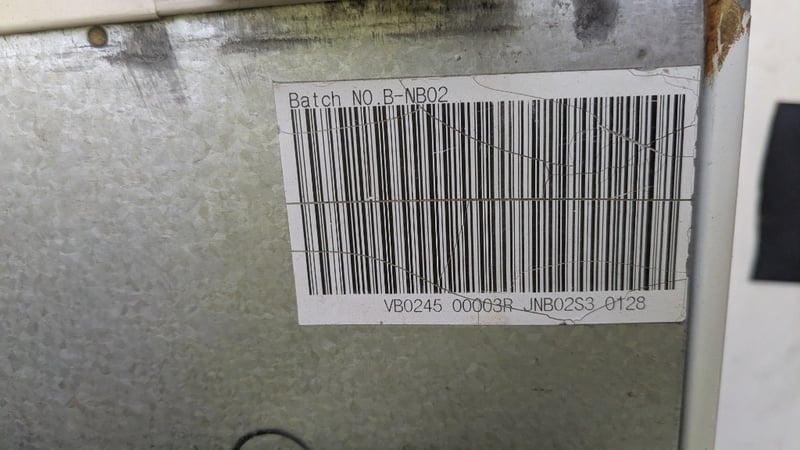 Batch NO.B-NB02
VB0245 00003R JNB02S3 0128